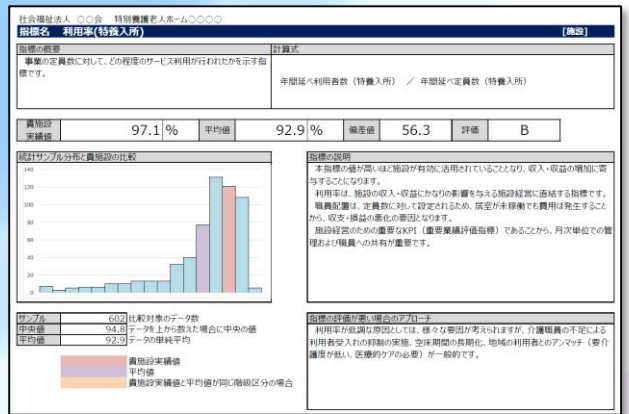 社会福祉法人　○○会　特別養護老人ホーム○○○○
指標名　利用率(特養入所)　【施設】
指標の概要
事業の定員数に対して、どの程度のサービス利用が行われたかを示す指
標です。
計算式
年間延べ利用者数（特養入所）　／　年間延べ定員数（特養入所）
貴施設
実績値
97.1 %
平均値
92.9 %
偏差値
56.3
評価
B
統計サンプル分布と貴施設の比較
140
120
100
80
60
40
20
0
指標の説明
本指標の値が高いほど施設が有効に活用されていることとなり、収入・収益の増加に寄
与することになります。
利用率は、施設の収入・収益にかなりの影響を与える施設経営に直結する指標です。
職員配置は、定員数に対して設定されるため、居室が未稼働でも費用は発生すること
から、収支・損益の悪化の要因となります。
施設経営のための重要なKPI（重要業績評価指標）であることから、月次単位での管
理および職員への共有が重要です。
サンプル　602 比較対象のデータ数
中央値　94.8 データを上から数えた場合に中央の値
平均値　92.9 データの単純平均
貴施設実績値
平均値
貴施設実績値と平均値が同じ階級区分の場合
指標の評価が悪い場合のアプローチ
利用率が低調な原因としては、様々な要因が考えられますが、介護職員の不足による
利用者受入れの抑制の実施、空床期間の長期化、地域の利用者とのアンマッチ（要介
護度が低い、医療的ケアの必要）が一般的です。